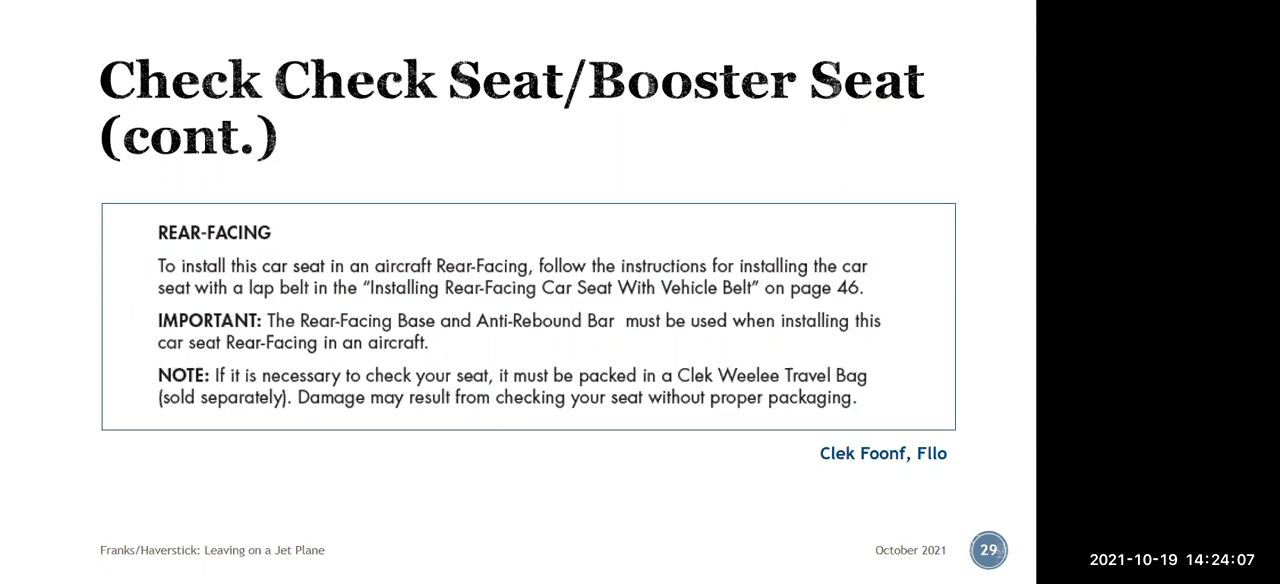 Check Check Seat/Booster Seat
(cont.)
REAR-FACING
To install this car seat in an aircraft Rear-Facing, follow the instructions for installing the car
seat with a lap belt in the “Installing Rear-Facing Car Seat With Vehicle Belt” on page 46.
IMPORTANT: The Rear-Facing Base and Anti-Rebound Bar must be used when installing this
car seat Rear-Facing in an aircraft.
NOTE: If it is necessary to check your seat, it must be packed in a Clek Weelee Travel Bag
(sold separately). Damage may result from checking your seat without proper packaging.
Clek Foonf, Fllo
Franks/Haverstick: Leaving on a Jet Plane
October 2021
29
2021-10-19 14:24:07